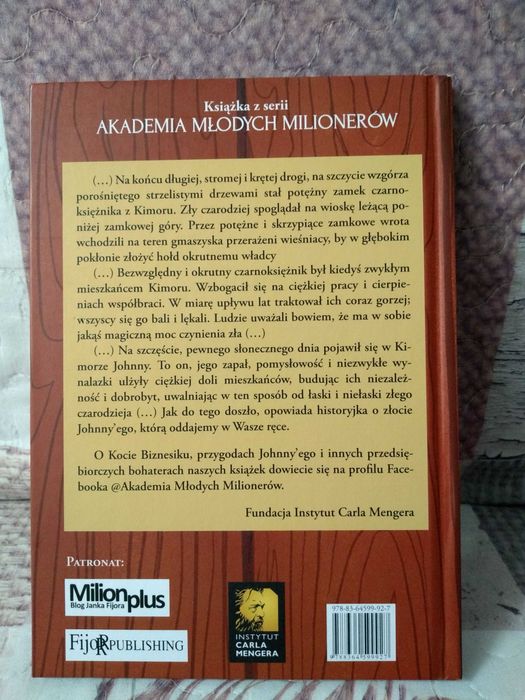 Książka z serii
AKADEMIA MŁODYCH MILIONERÓW
(…) Na końcu długiej, stromej i krętej drogi, na szczycie wzgórza
porośniętego strzelistymi drzewami stał potężny zamek czarno-
księżnika z Kimoru. Zły czarodziej spoglądał na wioskę leżącą po-
niżej zamkowej góry. Przez potężne i skrzypiące zamkowe wrota
wchodzili na teren gmaszyska przerażeni wieśniacy, by w głębokim
pokłonie złożyć hołd okrutnemu władcy
(…) Bezwzględny i okrutny czarnoksiężnik był kiedyś zwykłym
mieszkańcem Kimoru. Wzbogacił się na ciężkiej pracy i cierpie-
niach współbraci. W miarę upływu lat traktował ich coraz gorzej;
wszyscy się go bali i lękali. Ludzie uważali bowiem, że ma w sobie
jakąś magiczną moc czynienia zła (…)
(…) Na szczęście, pewnego słonecznego dnia pojawił się w Ki-
morze Johnny. To on, jego zapał, pomysłowość i niezwykłe wy-
nalazki ulżyły ciężkiej doli mieszkańców, budując ich niezależ-
ność i dobrobyt, uwalniając w ten sposób od łaski i niełaski złego
czarodzieja (…) Jak do tego doszło, opowiada historyjka o złocie
Johnny'ego, którą oddajemy w Wasze ręce.
O Kocie Biznesiku, przygodach Johnny'ego i innych przedsię-
biorczych bohaterach naszych książek dowiecie się na profilu Face-
booka @Akademia Młodych Milionerów.
Fundacja Instytut Carla Mengera
PATRONAT:
Milionplus
Blog Janka Fijora
FijoRR PUBLISHING
INSTYTUT
CARLA
MENGERA
978-83-64599-92-7
9788364599927